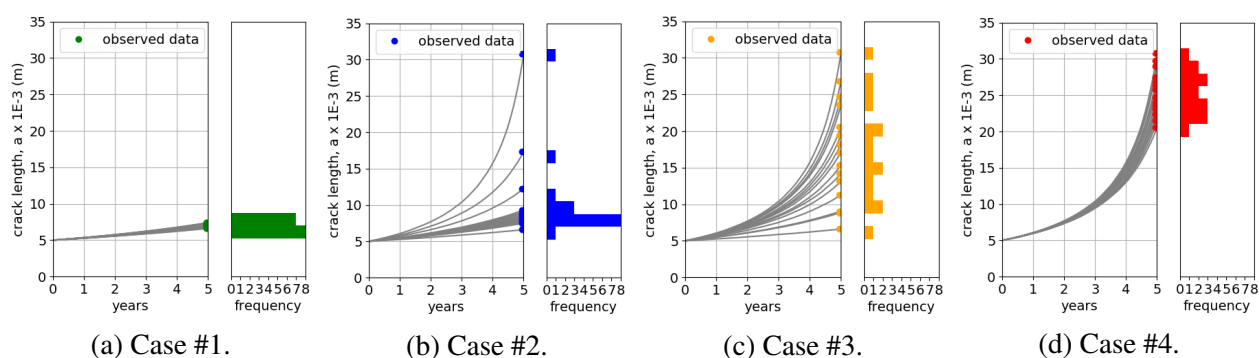 35
30
25
20
15
10
5
0
crack length, a x 1E-3 (m)
observed data
0 1 2 3 4 5
years
012345678
frequency
(a) Case #1.
35
30
25
20
15
10
5
0
crack length, a x 1E-3 (m)
observed data
0 1 2 3 4 5
years
012345678
frequency
(b) Case #2.
35
30
25
20
15
10
5
0
crack length, a x 1E-3 (m)
observed data
0 1 2 3 4 5
years
012345678
frequency
(c) Case #3.
35
30
25
20
15
10
5
0
crack length, a x 1E-3 (m)
observed data
0 1 2 3 4 5
years
012345678
frequency
(d) Case #4.